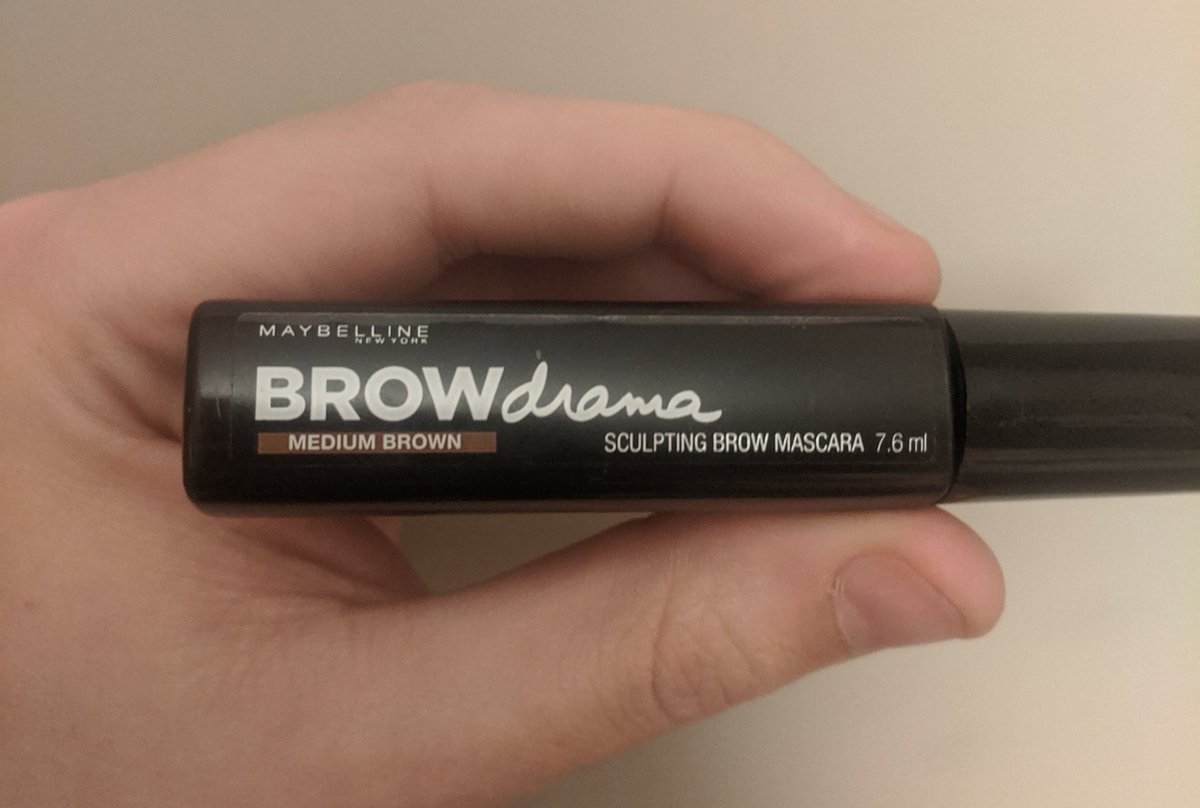 MAYBELLINE
NEW YORK
BROWdrama
MEDIUM BROWN
SCULPTING BROW MASCARA 7.6 ml